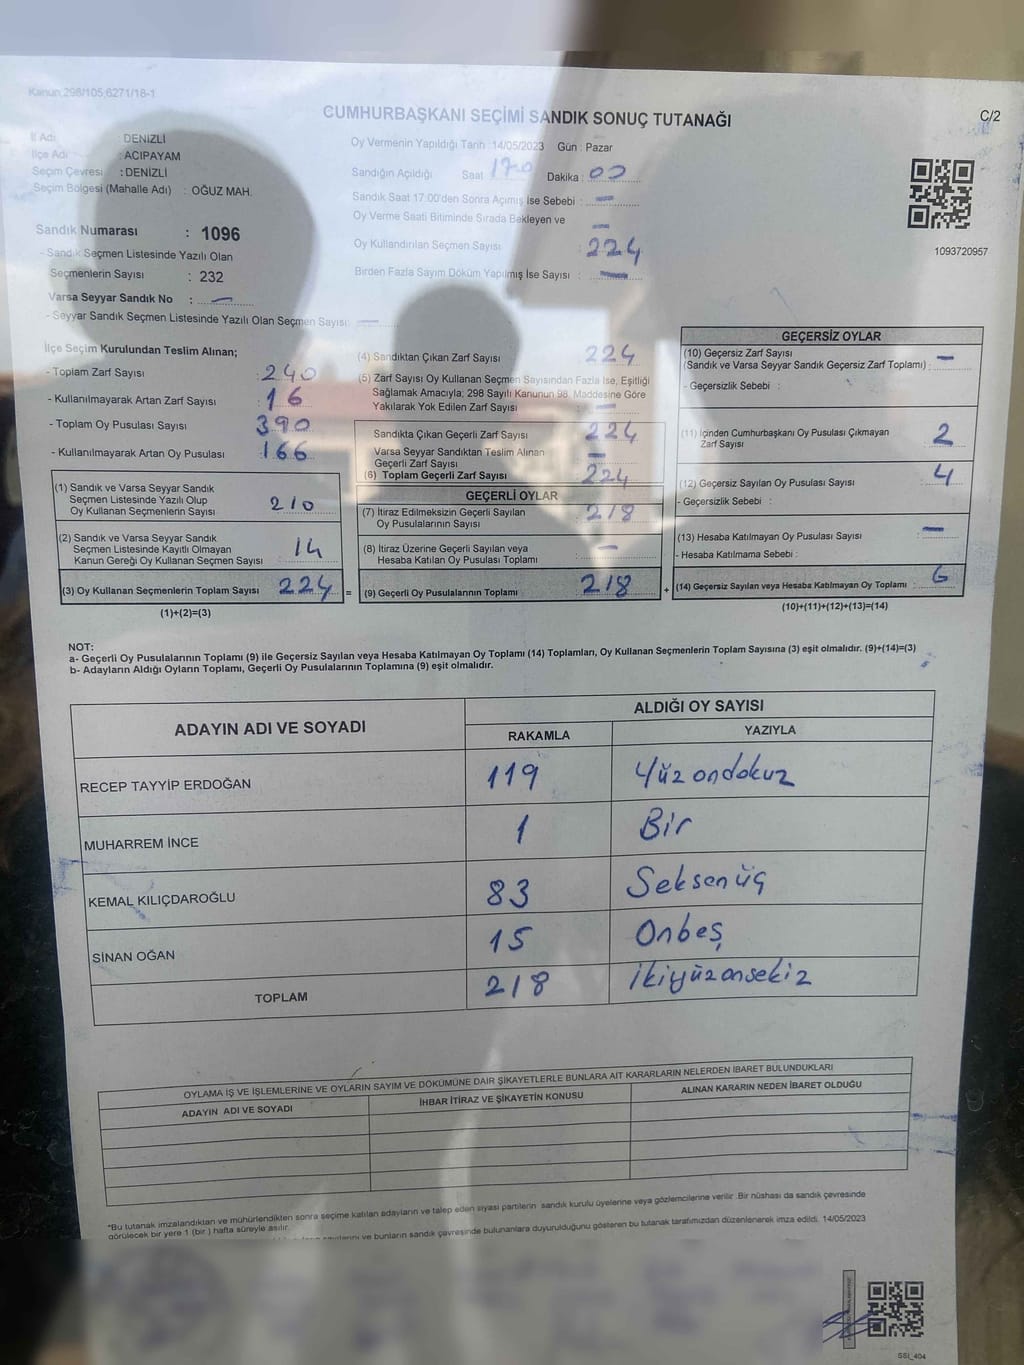 Kanun 298/105,6271/18-1
CUMHURBAŞKANI SEÇİMİ SANDIK SONUÇ TUTANAĞI
C/2
İl Adı : DENİZLİ
İlçe Adı : ACIPAYAM
Seçim Çevresi : DENİZLİ
Seçim Bölgesi (Mahalle Adı) : OĞUZ MAH.
Sandık Numarası : 1096
- Sandık Seçmen Listesinde Yazılı Olan
Seçmenlerin Sayısı : 232
Varsa Seyyar Sandık No : —
- Seyyar Sandık Seçmen Listesinde Yazılı Olan Seçmen Sayısı: —
Oy Vermenin Yapıldığı Tarih :14/05/2023 Gün : Pazar
Sandığın Açıldığı Saat Dakika : 00
Sandık Saat 17:00'den Sonra Açımış İse Sebebi : —
Oy Verme Saati Bitiminde Sırada Bekleyen ve —
Oy Kullandırılan Seçmen Sayısı : 224
Birden Fazla Sayım Döküm Yapılmış İse Sayısı : —
1093720957
İlçe Seçim Kurulundan Teslim Alınan;
- Toplam Zarf Sayısı : 240
- Kullanılmayarak Artan Zarf Sayısı : 16
- Toplam Oy Pusulası Sayısı : 390
- Kullanılmayarak Artan Oy Pusulası : 166
(1) Sandık ve Varsa Seyyar Sandık
Seçmen Listesinde Yazılı Olup
Oy Kullanan Seçmenlerin Sayısı : 210
(2) Sandık ve Varsa Seyyar Sandık
Seçmen Listesinde Kayıtlı Olmayan
Kanun Gereği Oy Kullanan Seçmen Sayısı : 14
(3) Oy Kullanan Seçmenlerin Toplam Sayısı : 224 =
(1)+(2)=(3)
(4) Sandıktan Çıkan Zarf Sayısı : 224
(5) Zarf Sayısı Oy Kullanan Seçmen Sayısından Fazla İse, Eşitliği
Sağlamak Amacıyla; 298 Sayılı Kanunun 98. Maddesine Göre
Yakılarak Yok Edilen Zarf Sayısı : —
Sandıkta Çıkan Geçerli Zarf Sayısı : 224
Varsa Seyyar Sandıktan Teslim Alınan
Geçerli Zarf Sayısı : —
(6) Toplam Geçerli Zarf Sayısı : 224
GEÇERLİ OYLAR
(7) İtiraz Edilmeksizin Geçerli Sayılan
Oy Pusulalarının Sayısı : 218
(8) İtiraz Üzerine Geçerli Sayılan veya
Hesaba Katılan Oy Pusulası Toplamı : —
(9) Geçerli Oy Pusulalarının Toplamı : 218 +
GEÇERSİZ OYLAR
(10) Geçersiz Zarf Sayısı
(Sandık ve Varsa Seyyar Sandık Geçersiz Zarf Toplamı) : —
- Geçersizlik Sebebi :
(11) İçinden Cumhurbaşkanı Oy Pusulası Çıkmayan
Zarf Sayısı : 2
(12) Geçersiz Sayılan Oy Pusulası Sayısı : 4
- Geçersizlik Sebebi :
(13) Hesaba Katılmayan Oy Pusulası Sayısı : —
- Hesaba Katılmama Sebebi :
(14) Geçersiz Sayılan veya Hesaba Katılmayan Oy Toplamı : 6
(10)+(11)+(12)+(13)=(14)
NOT:
a- Geçerli Oy Pusulalarının Toplamı (9) ile Geçersiz Sayılan veya Hesaba Katılmayan Oy Toplamı (14) Toplamları, Oy Kullanan Seçmenlerin Toplam Sayısına (3) eşit olmalıdır. (9)+(14)=(3)
b- Adayların Aldığı Oyların Toplamı, Geçerli Oy Pusulalarının Toplamına (9) eşit olmalıdır.
ADAYIN ADI VE SOYADI
ALDIĞI OY SAYISI
RAKAMLA YAZIYLA
RECEP TAYYİP ERDOĞAN 119 Yüz ondokuz
MUHARREM İNCE 1 Bir
KEMAL KILIÇDAROĞLU 83 Seksenüç
SİNAN OĞAN 15 Onbeş
TOPLAM 218 İkiyüzonsekiz
OYLAMA İŞ VE İŞLEMLERİNE VE OYLARIN SAYIM VE DÖKÜMÜNE DAİR ŞİKAYETLERLE BUNLARA AİT KARARLARIN NELERDEN İBARET BULUNDUKLARI
ADAYIN ADI VE SOYADI İHBAR İTİRAZ VE ŞİKAYETİN KONUSU ALINAN KARARIN NEDEN İBARET OLDUĞU
*Bu tutanak imzalandıktan ve mühürlendikten sonra seçime katılan adayların ve talep eden siyasi partilerin sandık kurulu üyelerine veya gözlemcilerine verilir. Bir nüshası da sandık çevresinde
görülecek bir yere 1 (bir) hafta süreyle asılır.
ve bunların sandık çevresinde bulunanlara duyurulduğunu gösteren bu tutanak tarafımızdan düzenlenerek imza edildi. 14/05/2023
SSI_404